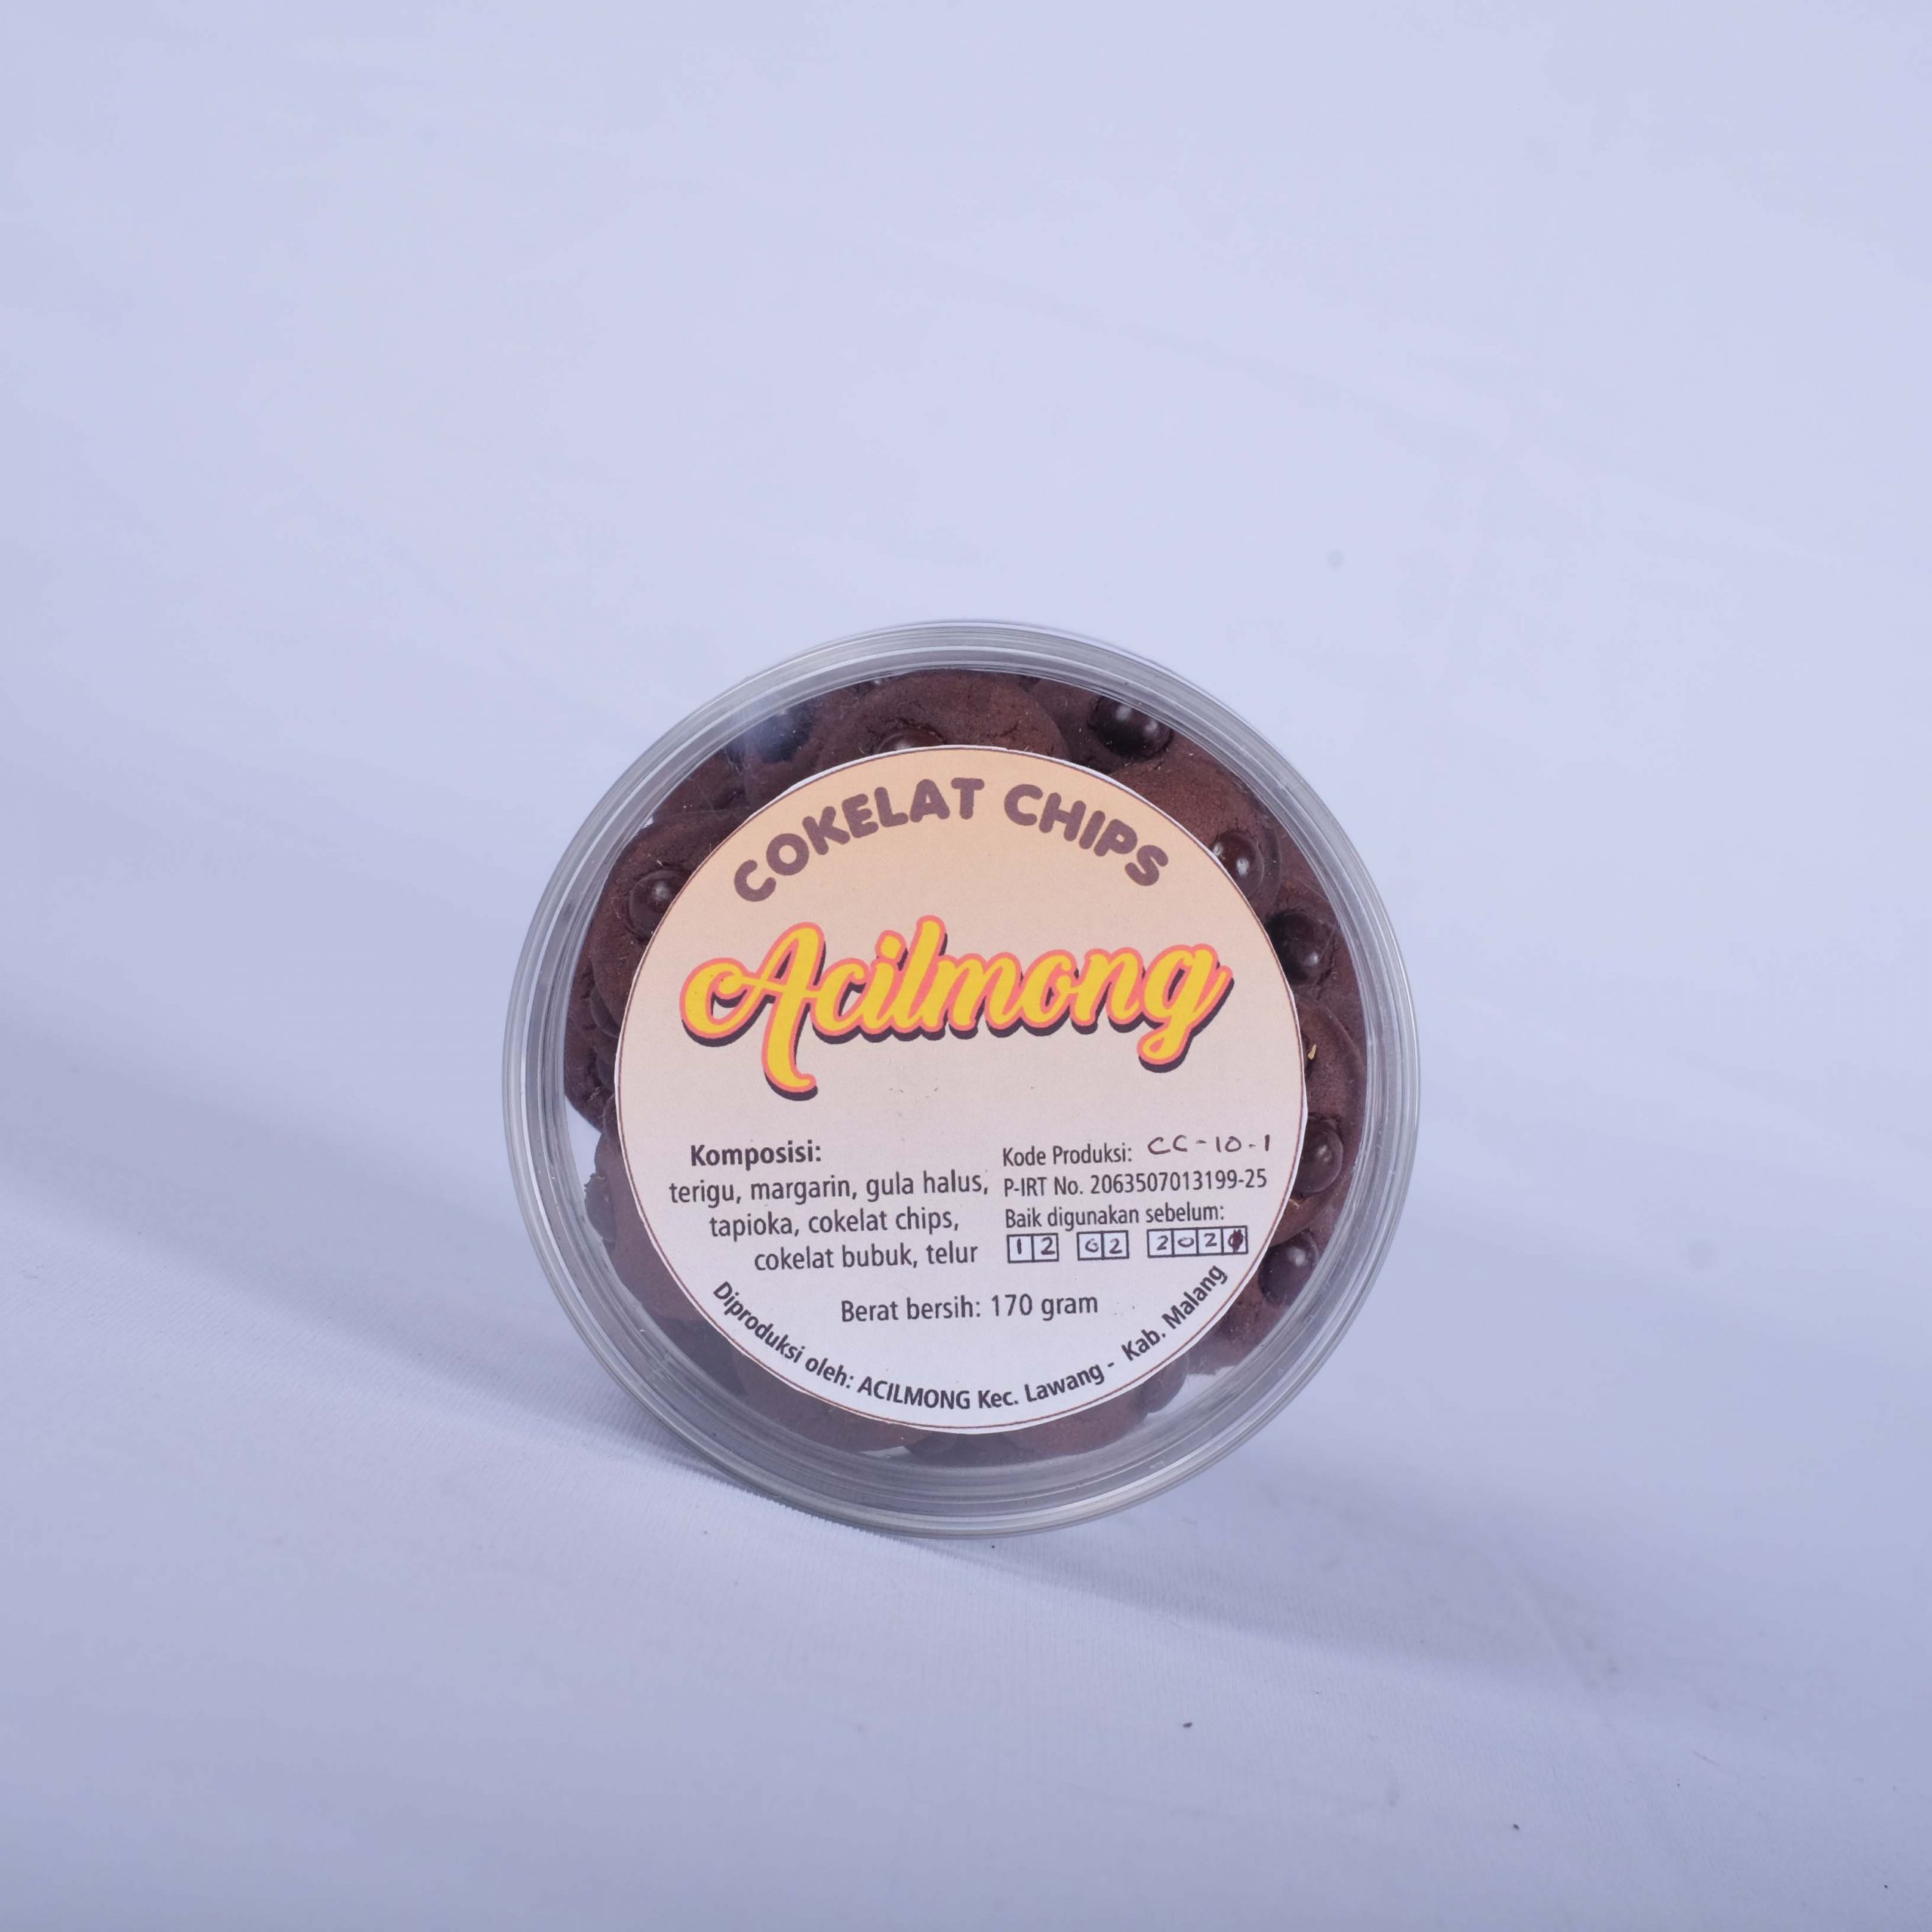 COKELAT CHIPS
Acilmong
Komposisi:
terigu, margarin, gula halus,
tapioka, cokelat chips,
cokelat bubuk, telur
Kode Produksi: CC-10-1
P-IRT No. 2063507013199-25
Baik digunakan sebelum:
12 02
Berat bersih: 170 gram
Diproduksi oleh: ACILMONG Kec. Lawang - Kab. Malang